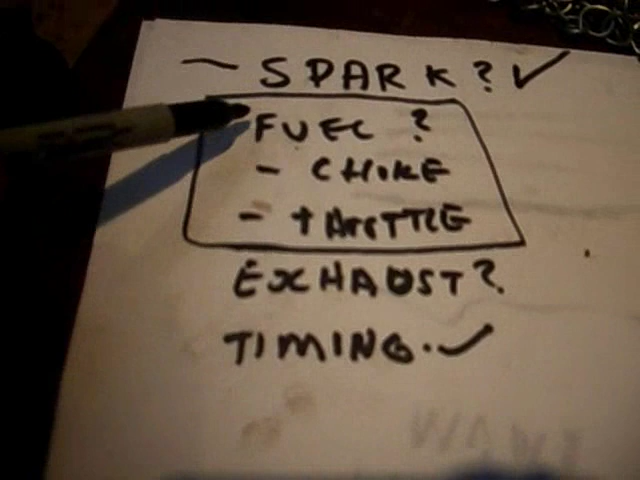 ~ SPARK? ✓
FUEL ?
- CHOKE
- THROTTLE
EXHAUST?
TIMING. ✓